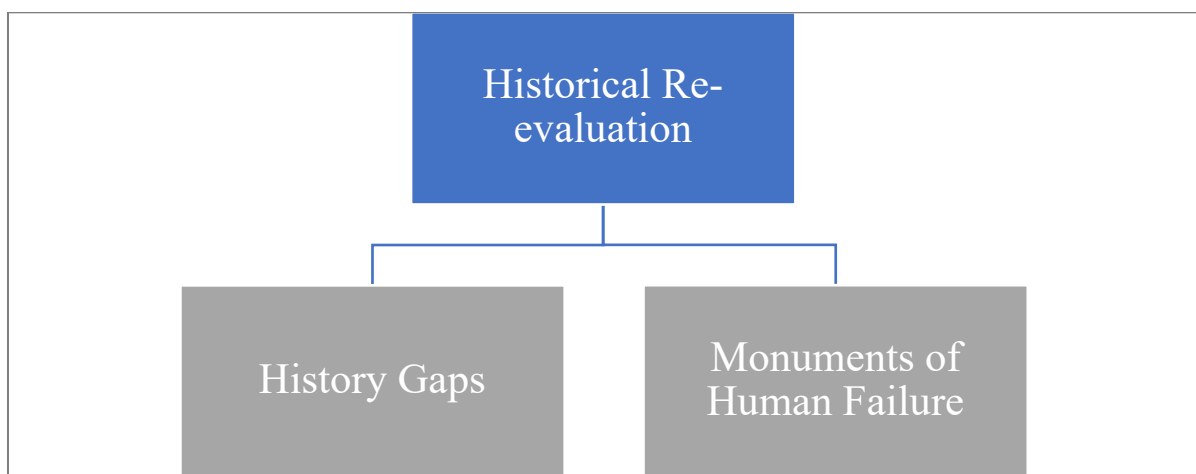 Historical Re-
evaluation
History Gaps
Monuments of
Human Failure